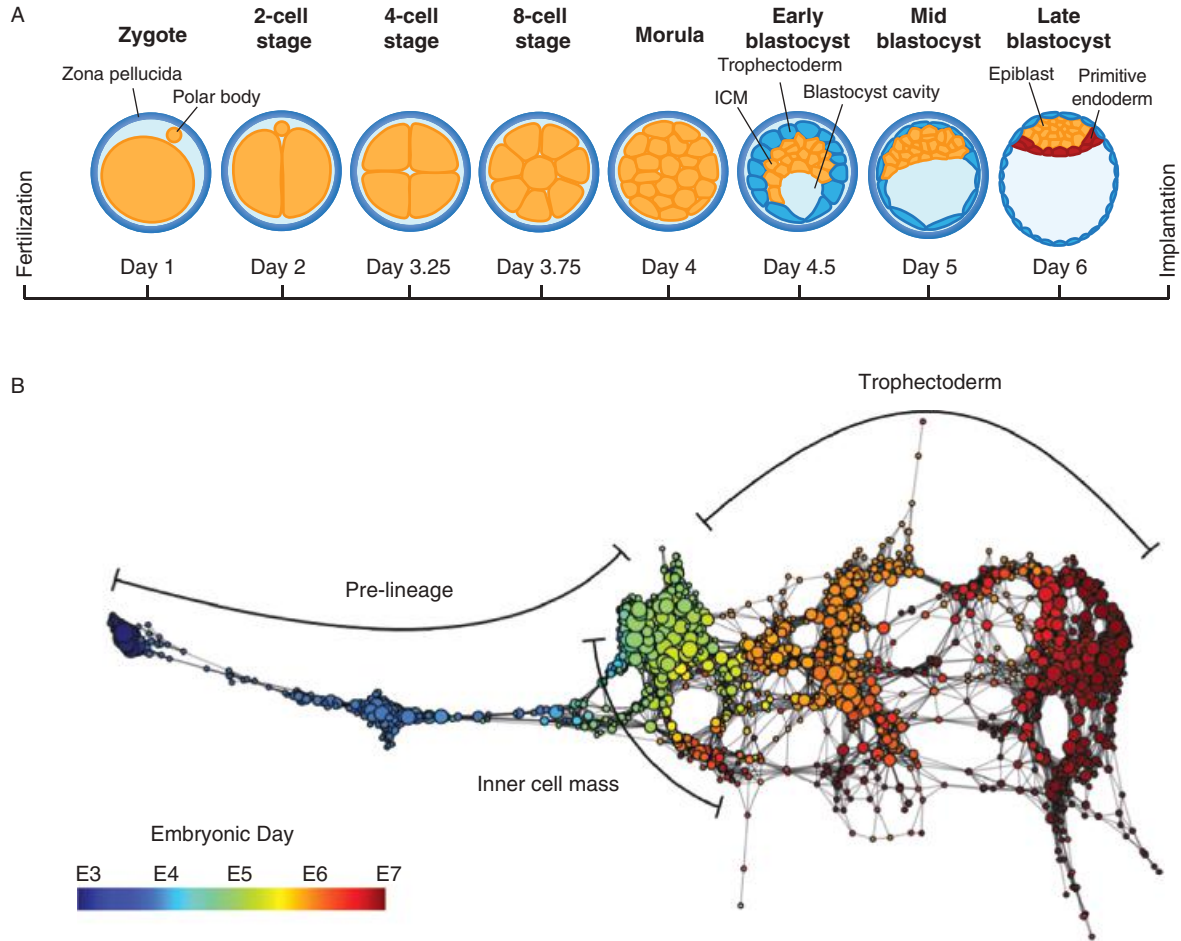 A
Zygote
2-cell
stage
4-cell
stage
8-cell
stage
Morula
Early
blastocyst
Mid
blastocyst
Late
blastocyst
Zona pellucida
Polar body
Trophectoderm
ICM
Blastocyst cavity
Epiblast
Primitive
endoderm
Fertilization
Implantation
Day 1
Day 2
Day 3.25
Day 3.75
Day 4
Day 4.5
Day 5
Day 6
B
Trophectoderm
Pre-lineage
Inner cell mass
Embryonic Day
E3
E4
E5
E6
E7